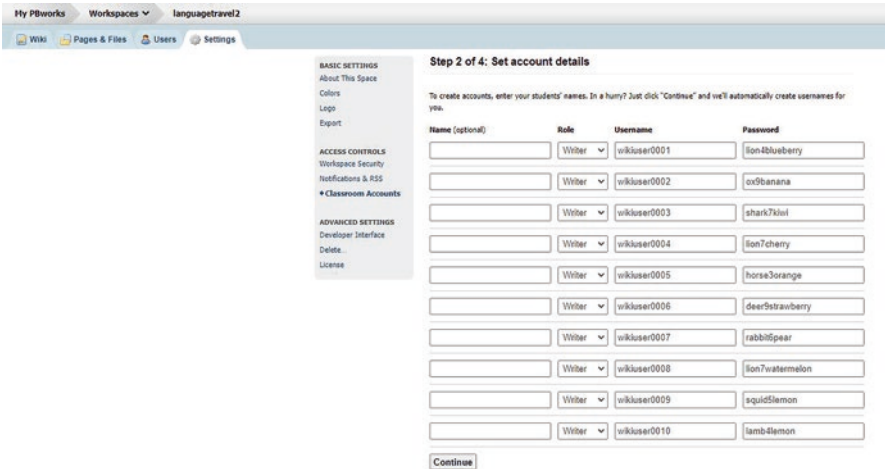 My PBworks Workspaces languagetravel2
Wiki Pages & Files Users Settings
BASIC SETTINGS
About This Space
Colors
Logo
Export
ACCESS CONTROLS
Workspace Security
Notifications & RSS
Classroom Accounts
ADVANCED SETTINGS
Developer Interface
Delete...
License
Step 2 of 4: Set account details
To create accounts, enter your students' names. In a hurry? Just click "Continue" and we'll automatically create usernames for
you.
Name (optional) Role Username Password
Writer wikiuser0001 lion4blueberry
Writer wikiuser0002 ox9banana
Writer wikiuser0003 shark7kiwi
Writer wikiuser0004 lion7cherry
Writer wikiuser0005 horse3orange
Writer wikiuser0006 deer9strawberry
Writer wikiuser0007 rabbit6pear
Writer wikiuser0008 lion7watermelon
Writer wikiuser0009 squid5lemon
Writer wikiuser0010 lamb4lemon
Continue